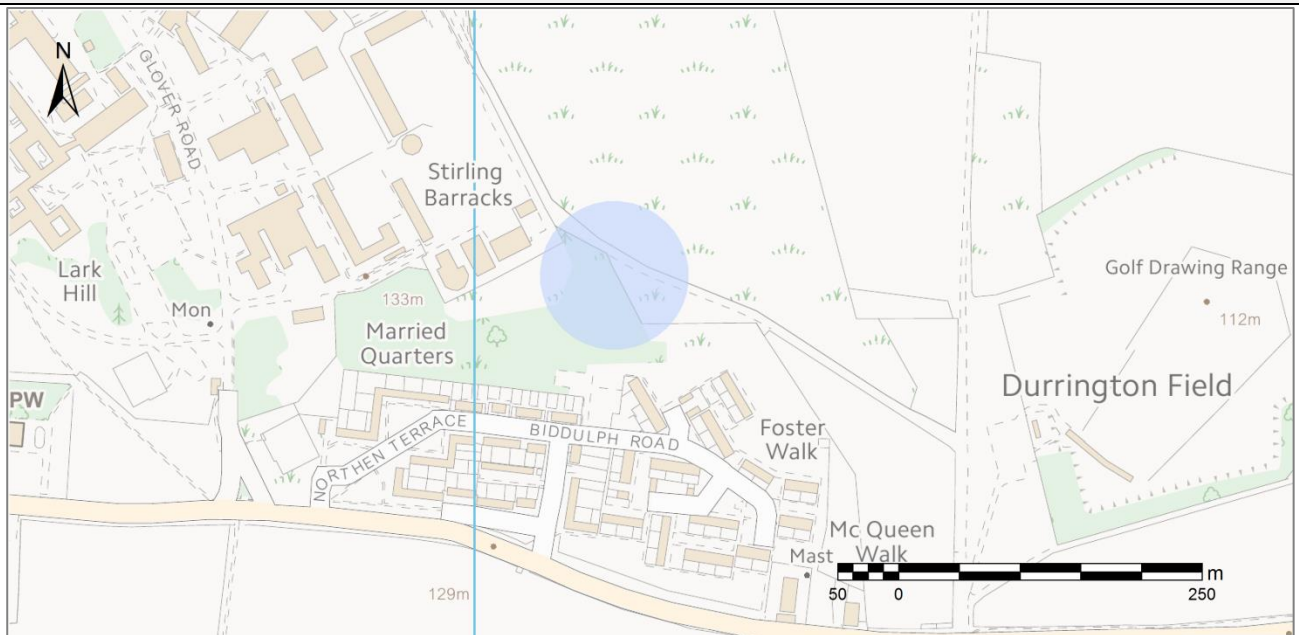 N
GLOVER ROAD
Stirling
Barracks
Lark
Hill
Mon
133m
Married
Quarters
PW
Golf Drawing Range
112m
Durrington Field
NORTHEN TERRACE
BIDDULPH ROAD
Foster
Walk
Mc Queen
Walk
Mast
129m
m
50
0
250